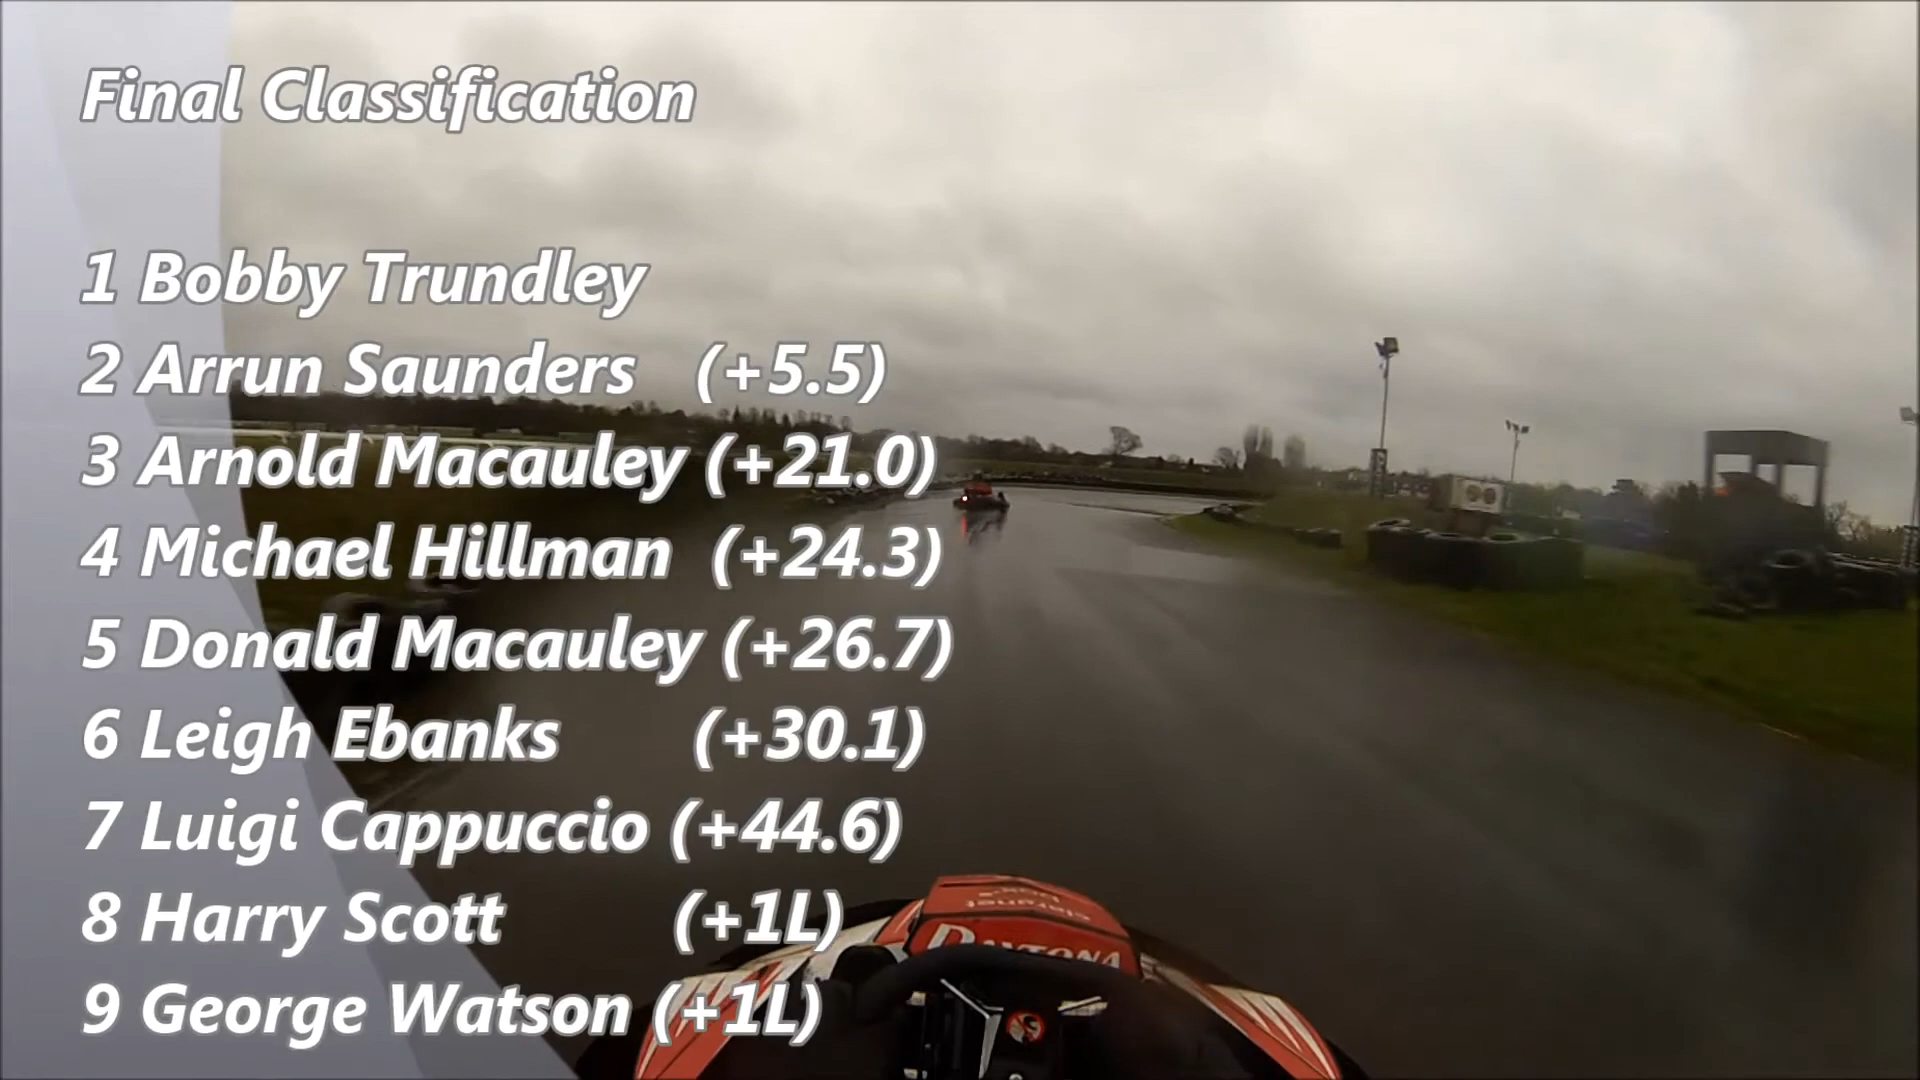 Final Classification
1 Bobby Trundley
2 Arrun Saunders (+5.5)
3 Arnold Macauley (+21.0)
4 Michael Hillman (+24.3)
5 Donald Macauley (+26.7)
6 Leigh Ebanks (+30.1)
7 Luigi Cappuccio (+44.6)
8 Harry Scott (+1L)
9 George Watson (+1L)
DAYTONA